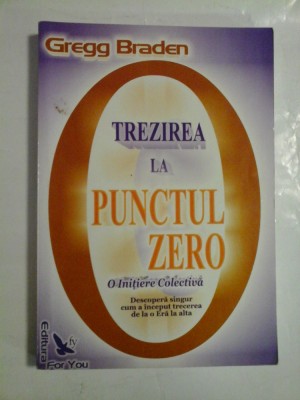 Gregg Braden
TREZIREA
LA
PUNCTUL
ZERO
O Inițiere Colectivă
Descoperă singur
cum a început trecerea
de la o Eră la alta
Editura For You
fy